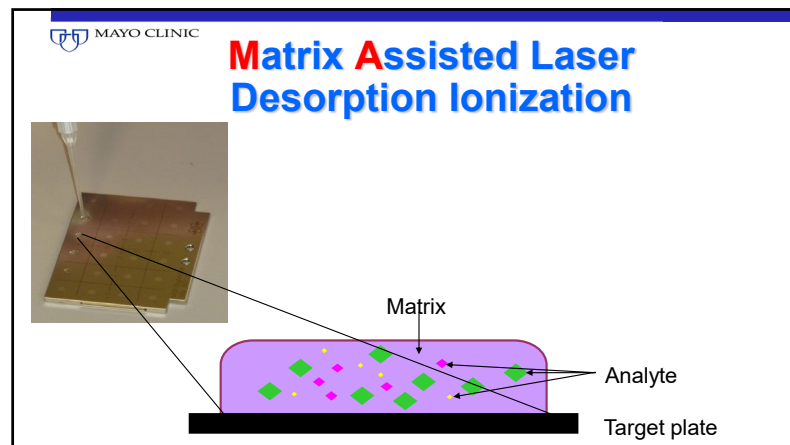 MAYO CLINIC
Matrix Assisted Laser
Desorption Ionization
Matrix
Analyte
Target plate